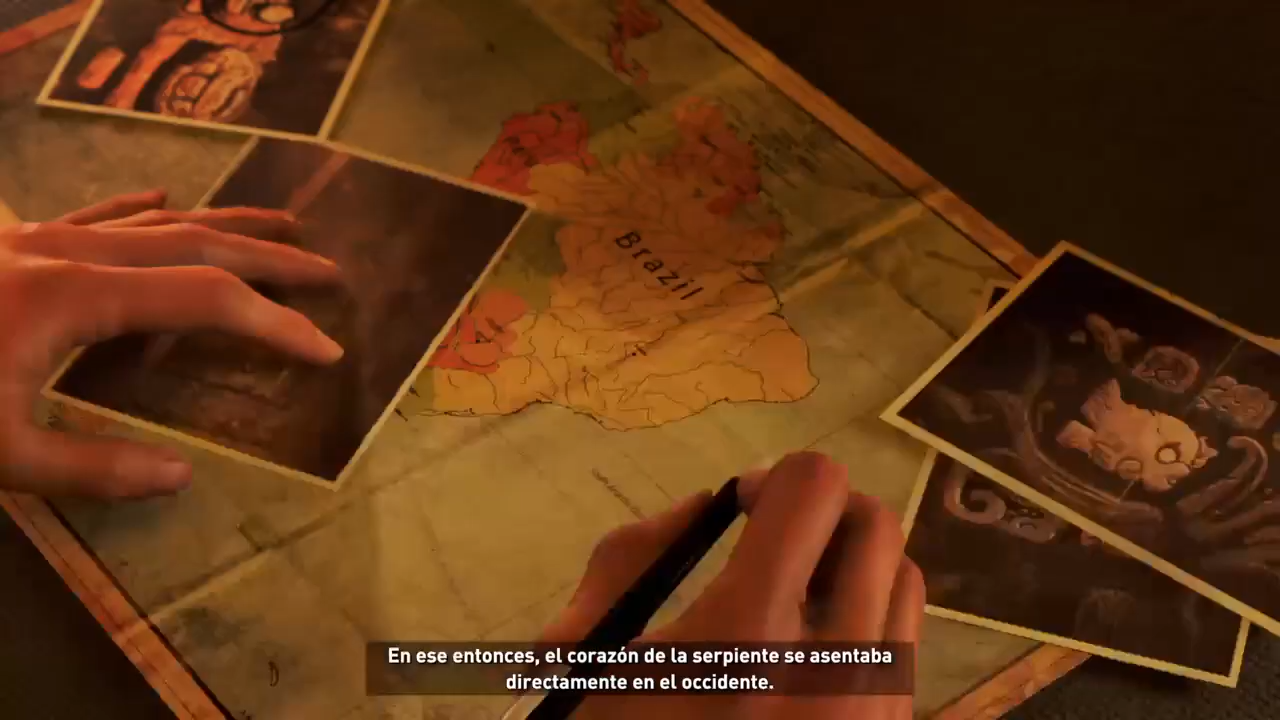 Brazil
En ese entonces, el corazón de la serpiente se asentaba
directamente en el occidente.